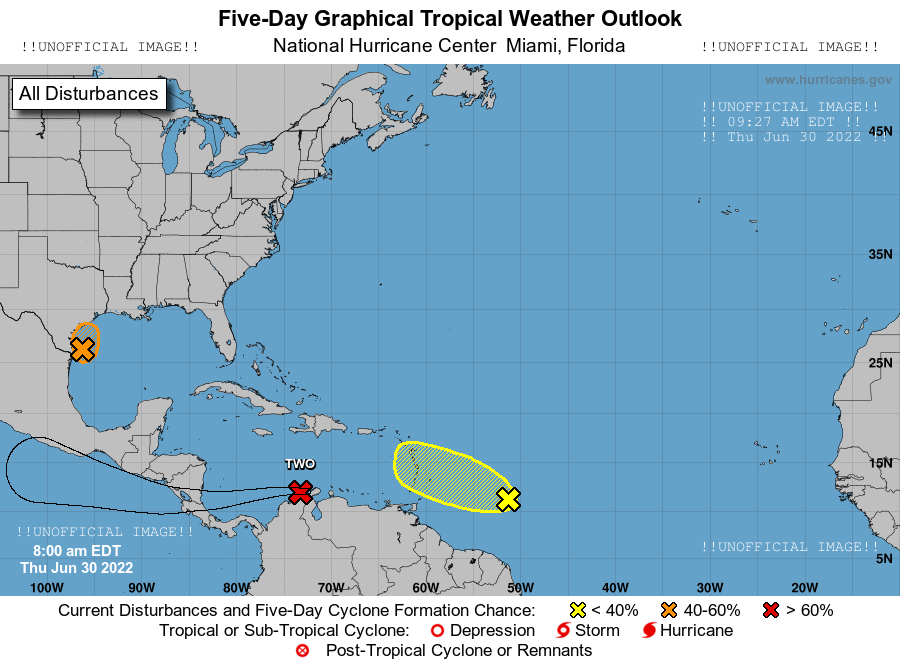 Five-Day Graphical Tropical Weather Outlook
!!UNOFFICIAL IMAGE!! National Hurricane Center Miami, Florida !!UNOFFICIAL IMAGE!!
www.hurricanes.gov
All Disturbances
!!UNOFFICIAL IMAGE!!
!! 09:27 AM EDT !!
!! Thu Jun 30 2022 !!
45N
35N
25N
TWO
15N
!!UNOFFICIAL IMAGE!!
!!UNOFFICIAL IMAGE!!
8:00 am EDT
5N
Thu Jun 30 2022
100W 90W 80W 70W 60W 50W 40W 30W 20W
Current Disturbances and Five-Day Cyclone Formation Chance: < 40% 40-60% > 60%
Tropical or Sub-Tropical Cyclone: Depression Storm Hurricane
Post-Tropical Cyclone or Remnants